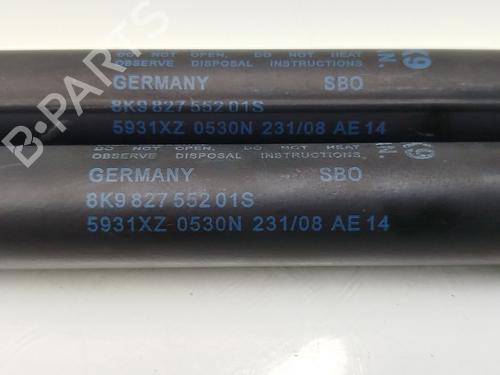 DO NOT OPEN, DO NOT HEAT
OBSERVE DISPOSAL INSTRUCTIONS
GERMANY SBO
8K9 827 552 01S
5931XZ 0530N 231/08 AE 14
DO NOT OPEN, DO NOT HEAT
OBSERVE DISPOSAL INSTRUCTIONS
GERMANY SBO
8K9 827 552 01S
5931XZ 0530N 231/08 AE 14
B-PARTS